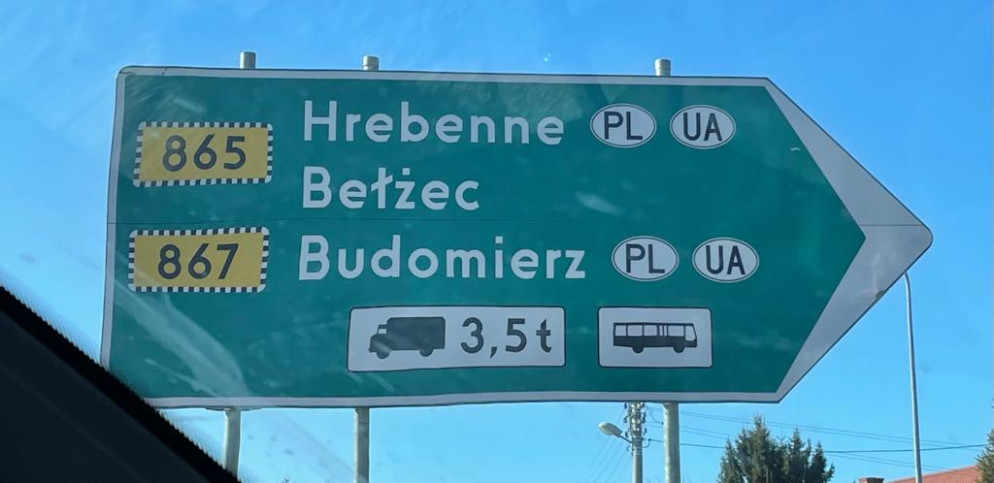 865 Hrebenne PL UA
Bełżec
867 Budomierz PL UA
3,5t